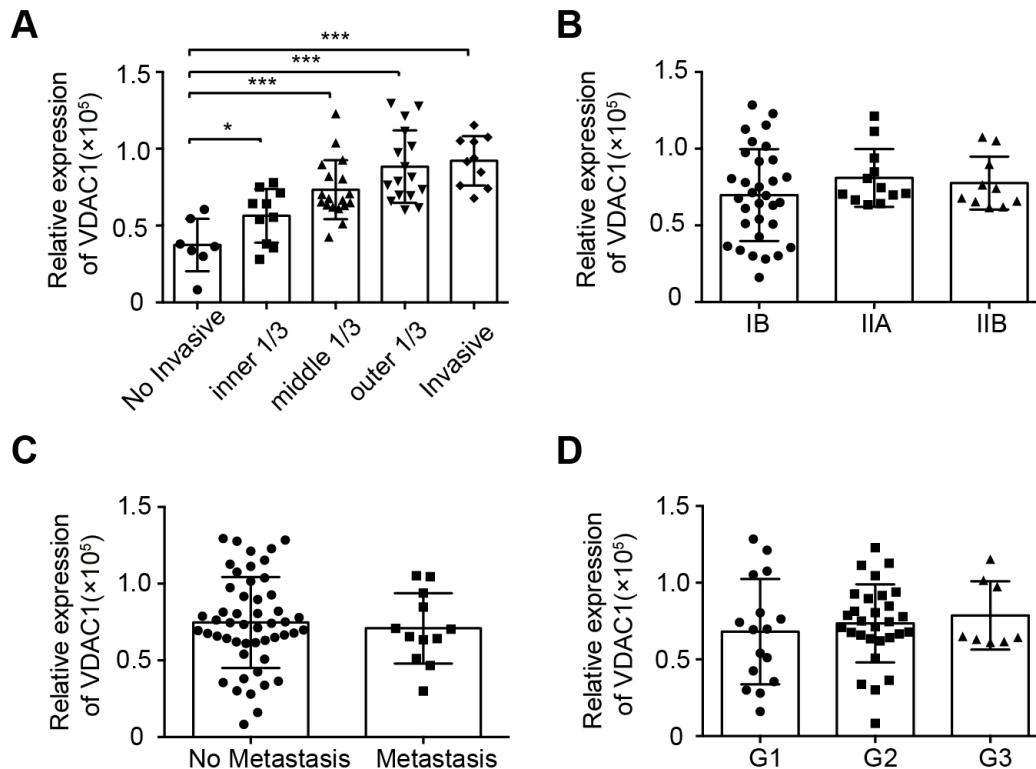 A
***
***
***
*
Relative expression
of VDAC1(×10⁵)
1.5
1.0
0.5
0
No Invasive
inner 1/3
middle 1/3
outer 1/3
Invasive
B
Relative expression
of VDAC1(×10⁵)
1.5
1.0
0.5
0
IB
IIA
IIB
C
Relative expression
of VDAC1(×10⁵)
1.5
1.0
0.5
0
No Metastasis
Metastasis
D
Relative expression
of VDAC1(×10⁵)
1.5
1.0
0.5
0
G1
G2
G3